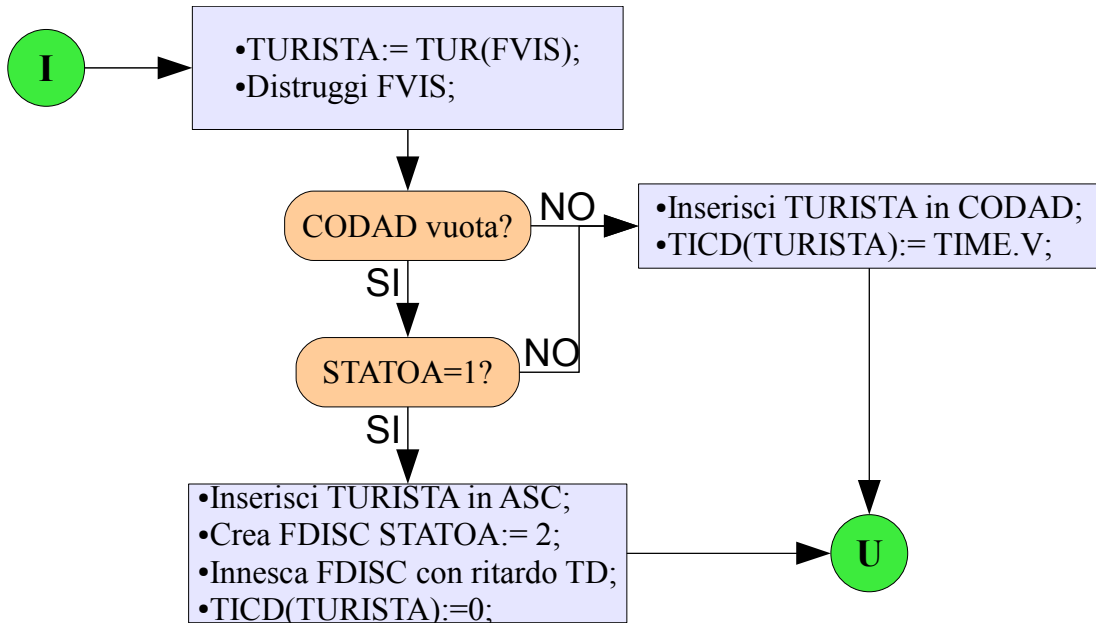 I
•TURISTA:= TUR(FVIS);
•Distruggi FVIS;
CODAD vuota?
NO
•Inserisci TURISTA in CODAD;
•TICD(TURISTA):= TIME.V;
SI
STATOA=1?
NO
SI
•Inserisci TURISTA in ASC;
•Crea FDISC STATOA:= 2;
•Innesca FDISC con ritardo TD;
•TICD(TURISTA):=0;
U